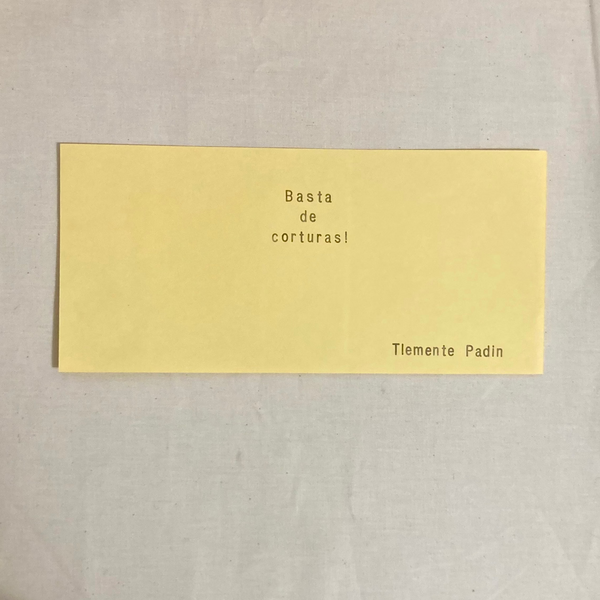 Basta
de
corturas!
Tlemente Padin